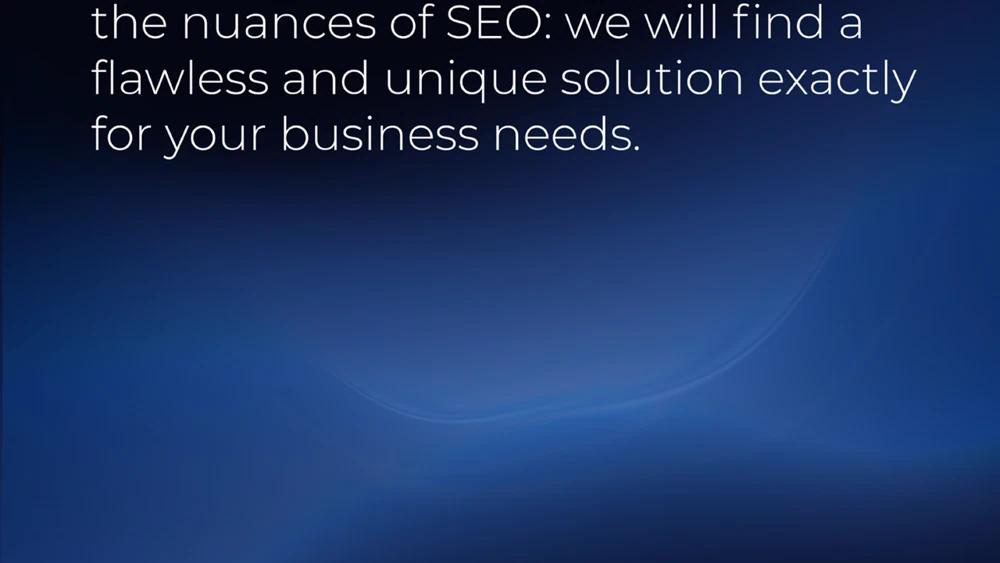 the nuances of SEO: we will find a
flawless and unique solution exactly
for your business needs.